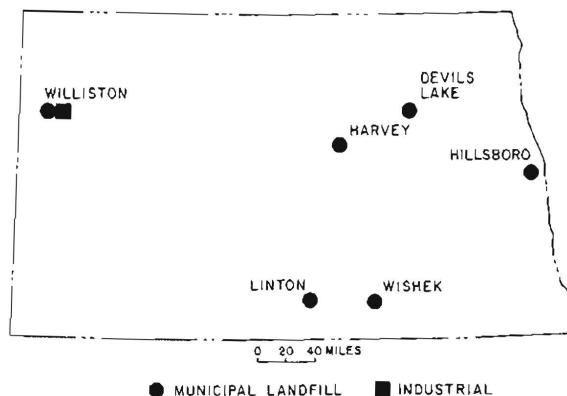 WILLISTON
DEVILS
LAKE
HARVEY
HILLSBORO
LINTON
WISHEK
0 20 40 MILES
MUNICIPAL LANDFILL
INDUSTRIAL